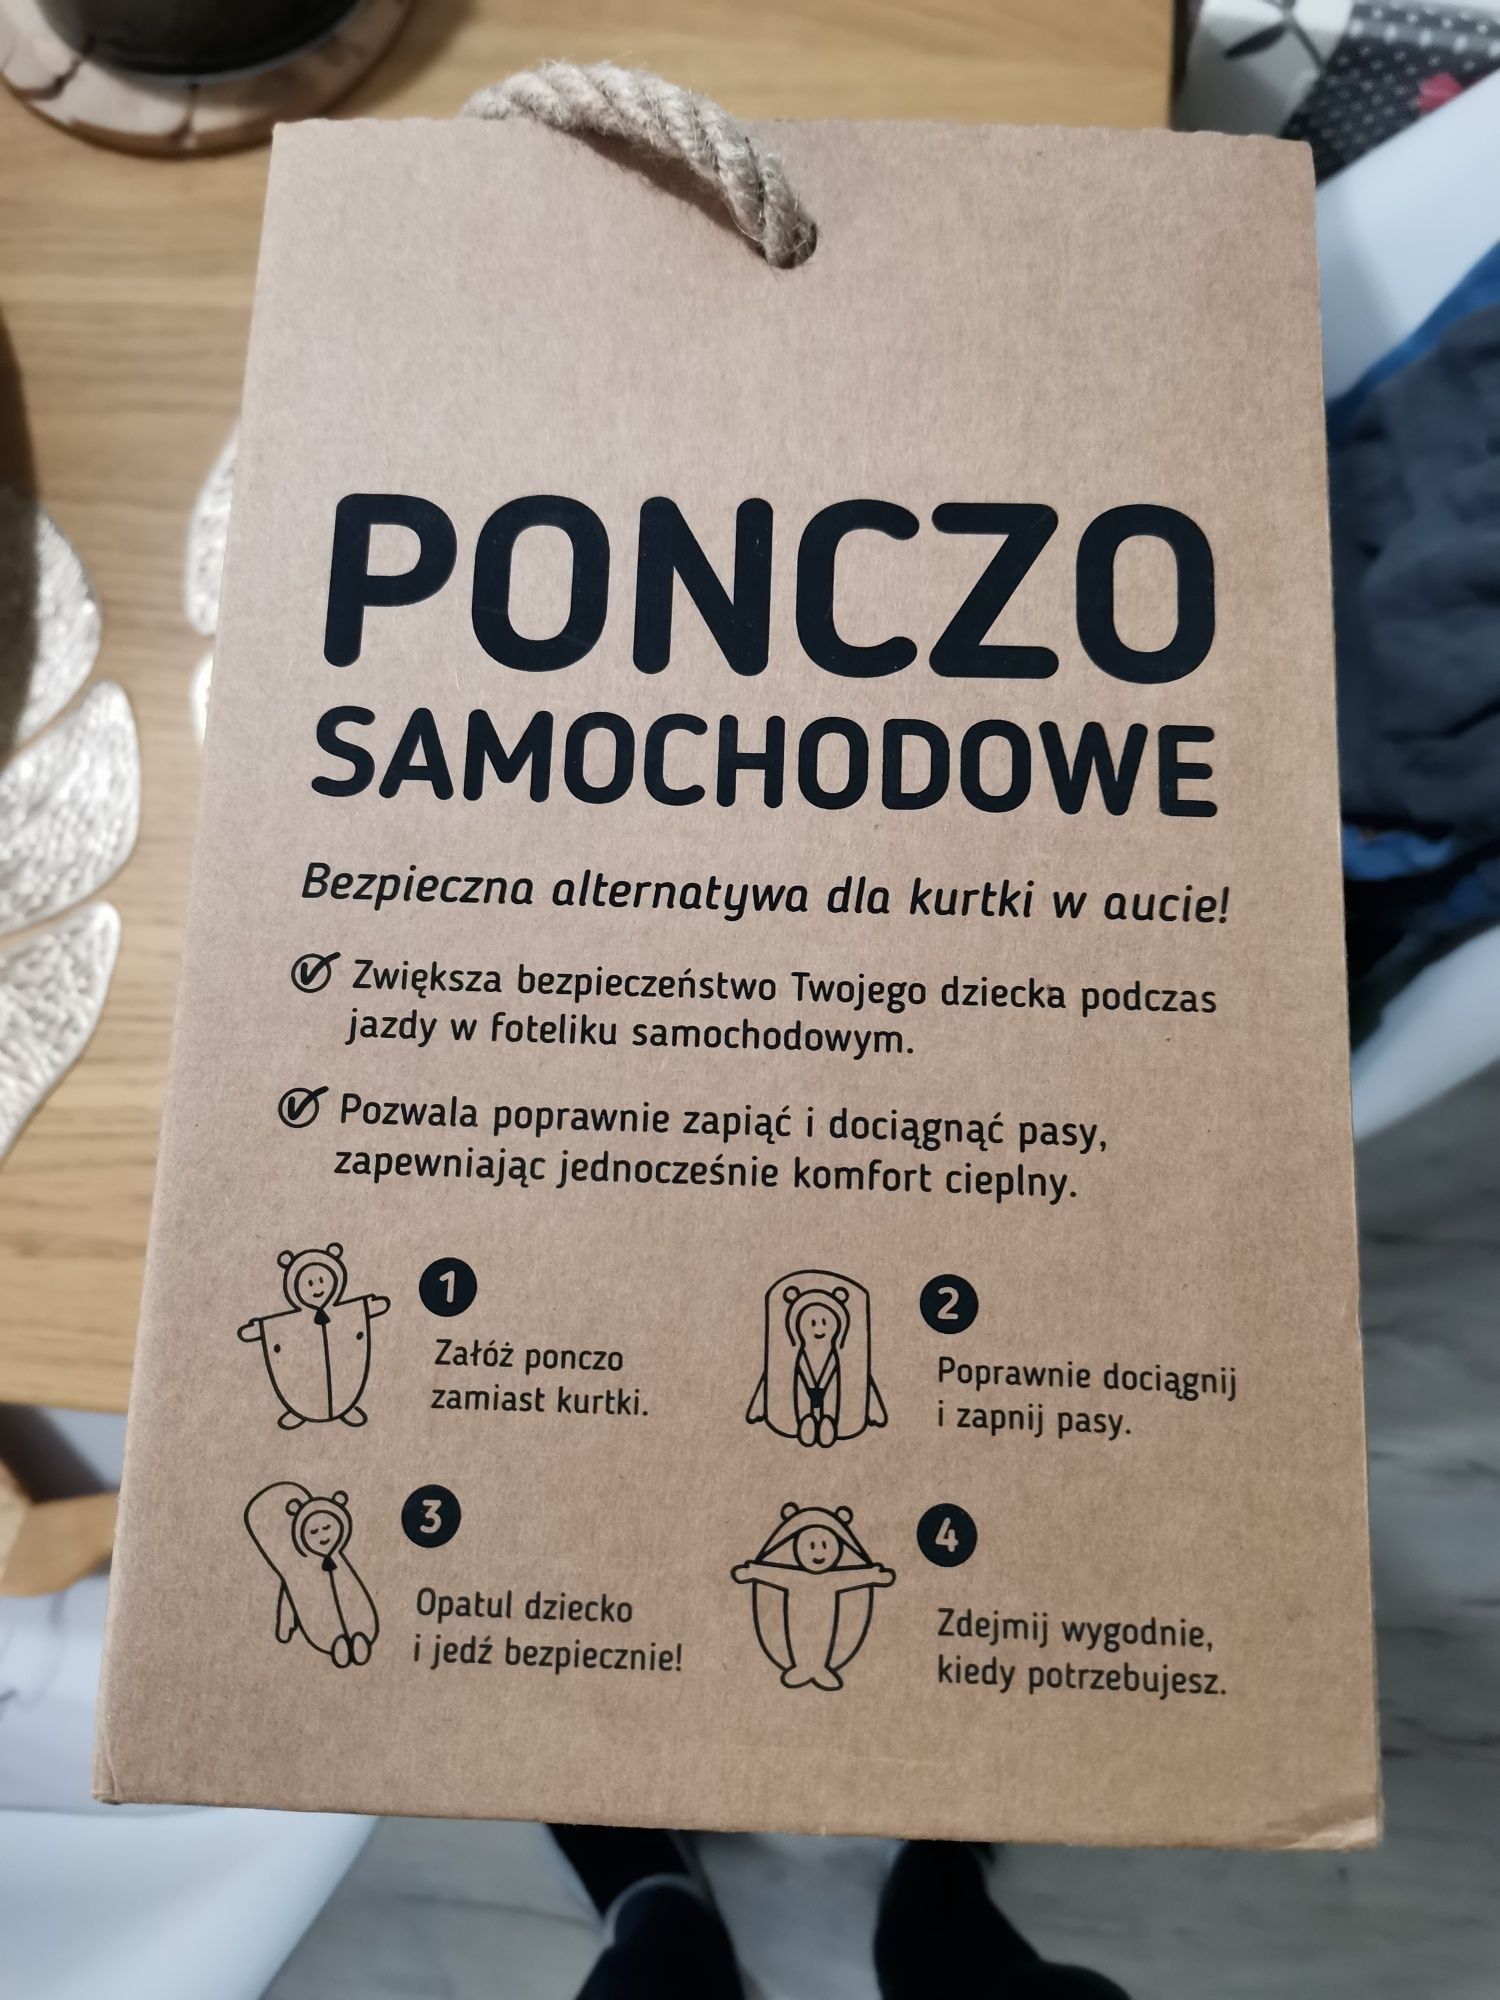 PONCZO
SAMOCHODOWE
Bezpieczna alternatywa dla kurtki w aucie!
Zwiększa bezpieczeństwo Twojego dziecka podczas
jazdy w foteliku samochodowym.
Pozwala poprawnie zapiąć i dociągnąć pasy,
zapewniając jednocześnie komfort cieplny.
1
Załóż ponczo
zamiast kurtki.
2
Poprawnie dociągnij
i zapnij pasy.
3
Opatul dziecko
i jedź bezpiecznie!
4
Zdejmij wygodnie,
kiedy potrzebujesz.